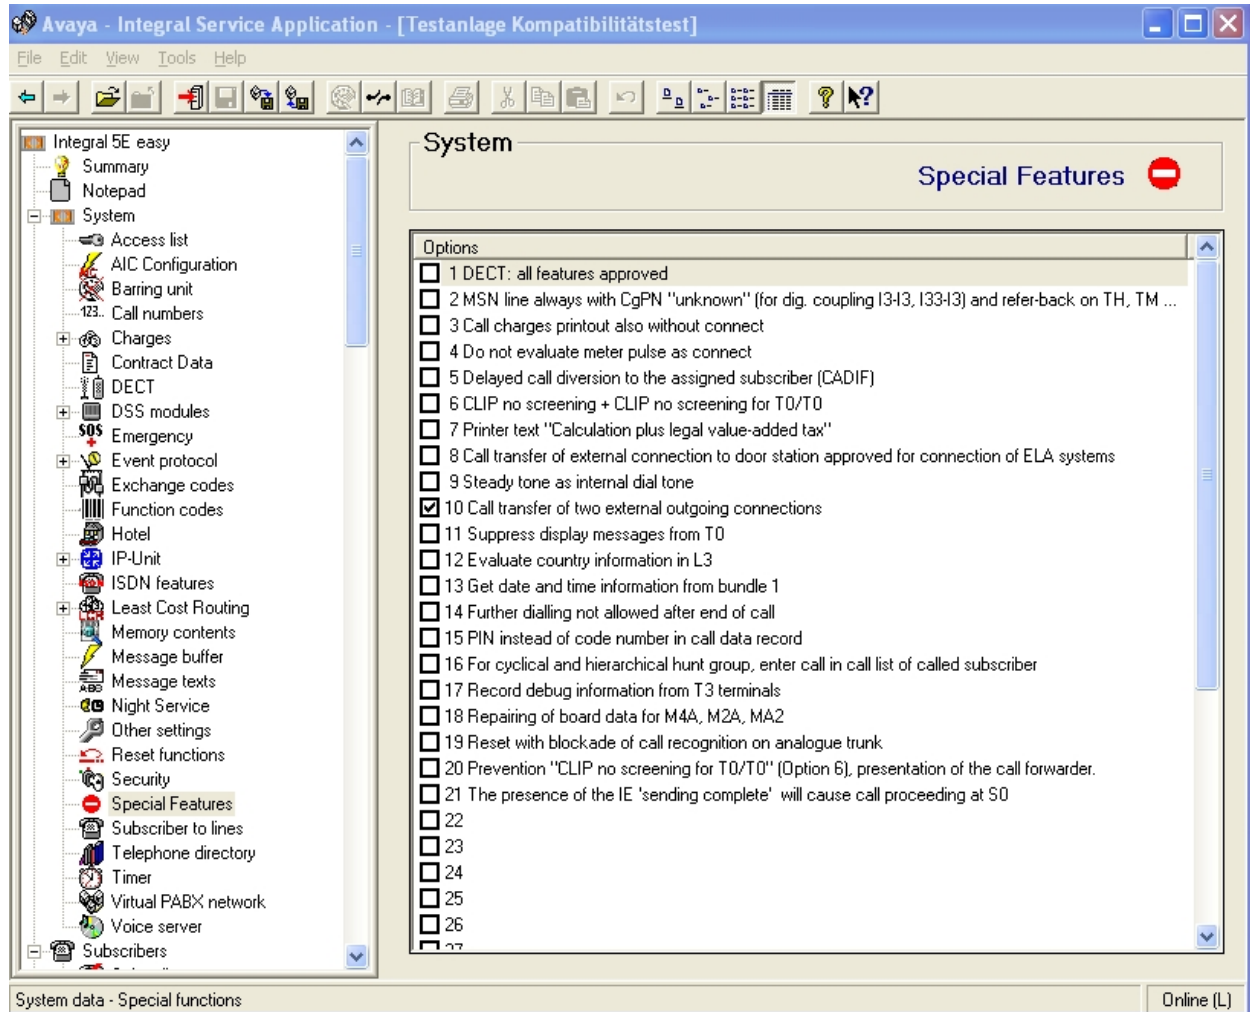 Avaya - Integral Service Application - [Testanlage Kompatibilitätstest]
File Edit View Tools Help
Integral 5E easy
Summary
Notepad
System
Access list
AIC Configuration
Barring unit
123.. Call numbers
Charges
Contract Data
DECT
DSS modules
SOS Emergency
Event protocol
Exchange codes
Function codes
Hotel
IP-Unit
ISDN features
LCR Least Cost Routing
Memory contents
Message buffer
ABC Message texts
Night Service
Other settings
Reset functions
Security
Special Features
Subscriber to lines
Telephone directory
Timer
Virtual PABX network
Voice server
Subscribers
System
Special Features
Options
1 DECT: all features approved
2 MSN line always with CgPN "unknown" (for dig. coupling I3-I3, I33-I3) and refer-back on TH, TM ...
3 Call charges printout also without connect
4 Do not evaluate meter pulse as connect
5 Delayed call diversion to the assigned subscriber (CADIF)
6 CLIP no screening + CLIP no screening for T0/T0
7 Printer text "Calculation plus legal value-added tax"
8 Call transfer of external connection to door station approved for connection of ELA systems
9 Steady tone as internal dial tone
10 Call transfer of two external outgoing connections
11 Suppress display messages from T0
12 Evaluate country information in L3
13 Get date and time information from bundle 1
14 Further dialling not allowed after end of call
15 PIN instead of code number in call data record
16 For cyclical and hierarchical hunt group, enter call in call list of called subscriber
17 Record debug information from T3 terminals
18 Repairing of board data for M4A, M2A, MA2
19 Reset with blockade of call recognition on analogue trunk
20 Prevention "CLIP no screening for T0/T0" (Option 6), presentation of the call forwarder.
21 The presence of the IE 'sending complete' will cause call proceeding at S0
22
23
24
25
26
27
System data - Special functions
Online (L)